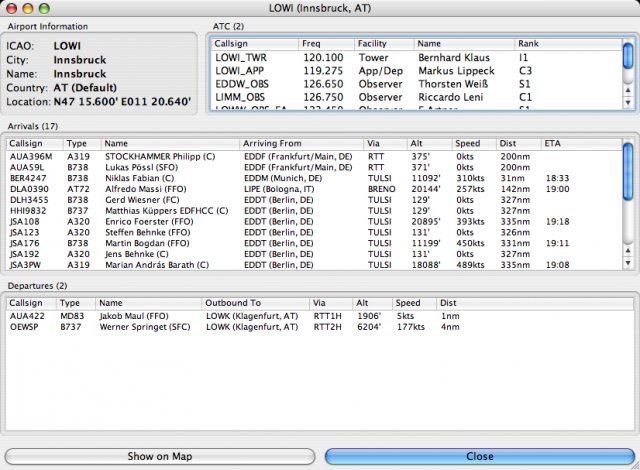 LOWI (Innsbruck, AT)
Airport Information
ICAO: LOWI
City: Innsbruck
Name: Innsbruck
Country: AT (Default)
Location: N47 15.600' E011 20.640'
ATC (2)
Callsign Freq Facility Name Rank
LOWI_TWR 120.100 Tower Bernhard Klaus I1
LOWI_APP 119.275 App/Dep Markus Lippeck C3
EDDW_OBS 126.650 Observer Thorsten Weiß S1
LIMM_OBS 126.750 Observer Riccardo Leni C1
Arrivals (17)
Callsign Type Name Arriving From Via Alt Speed Dist ETA
AUA396M A319 STOCKHAMMER Philipp (C) EDDF (Frankfurt/Main, DE) RTT 375' 0kts 200nm
AUA59L B738 Lukas Pössl (SFO) EDDF (Frankfurt/Main, DE) RTT 371' 0kts 200nm
BER4247 B738 Niklas Fabian (C) EDDM (Munich, DE) TULSI 11092' 310kts 31nm 18:33
DLA0390 AT72 Alfredo Massi (FFO) LIPE (Bologna, IT) BRENO 20144' 257kts 142nm 19:00
DLH3455 B738 Gerd Wiesner (FC) EDDT (Berlin, DE) TULSI 129' 0kts 327nm
HHI9832 B737 Matthias Küppers EDFHCC (C) EDDT (Berlin, DE) TULSI 129' 0kts 327nm
JSA108 A320 Enrico Foerster (FFO) EDDT (Berlin, DE) TULSI 20895' 393kts 335nm 19:18
JSA123 A320 Steffen Behnke (FFO) EDDT (Berlin, DE) TULSI 131' 0kts 326nm
JSA176 B738 Martin Bogdan (FFO) EDDT (Berlin, DE) TULSI 11199' 450kts 331nm 19:11
JSA192 A320 Jens Behnke (C) EDDT (Berlin, DE) TULSI 131' 0kts 327nm
JSA3PW A319 Marian András Barath (C) EDDT (Berlin, DE) TULSI 18088' 489kts 335nm 19:08
Departures (2)
Callsign Type Name Outbound To Via Alt Speed Dist
AUA422 MD83 Jakob Maul (FFO) LOWK (Klagenfurt, AT) RTT1H 1906' 5kts 1nm
OEWSP B737 Werner Springet (SFC) LOWK (Klagenfurt, AT) RTT2H 6204' 177kts 4nm
Show on Map Close